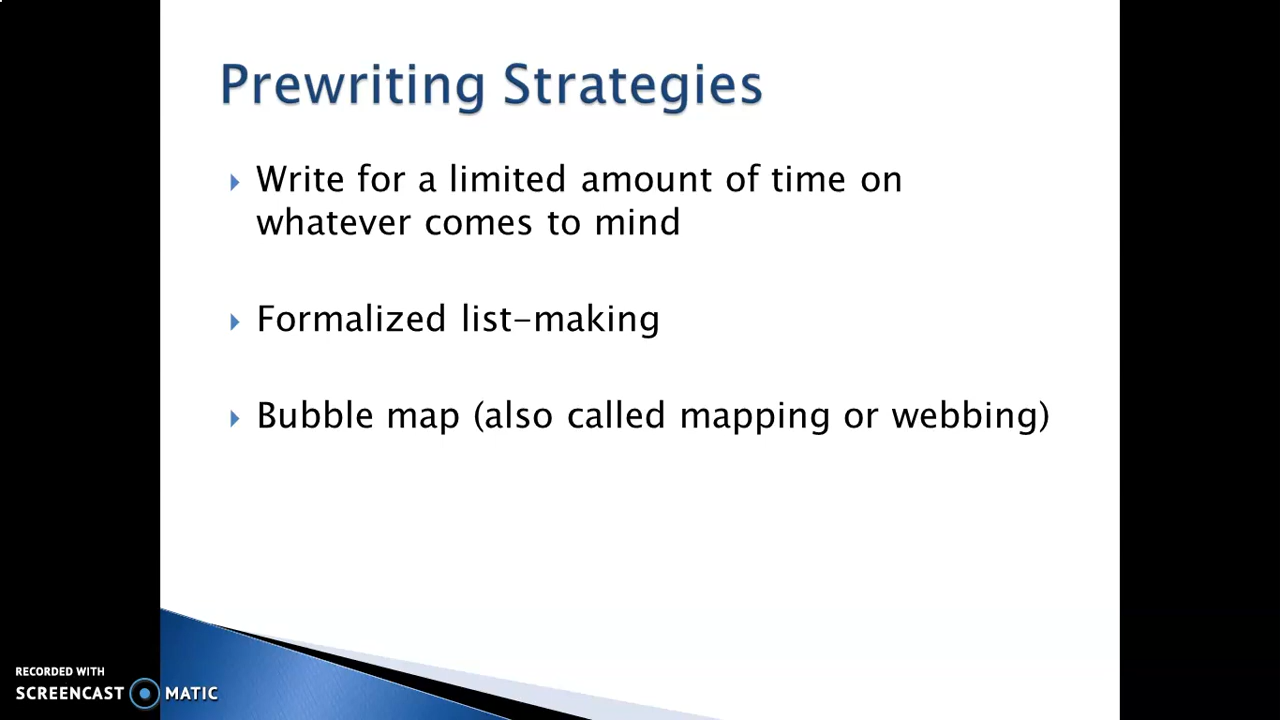 Prewriting Strategies
Write for a limited amount of time on
whatever comes to mind
Formalized list-making
Bubble map (also called mapping or webbing)
RECORDED WITH
SCREENCAST MATIC